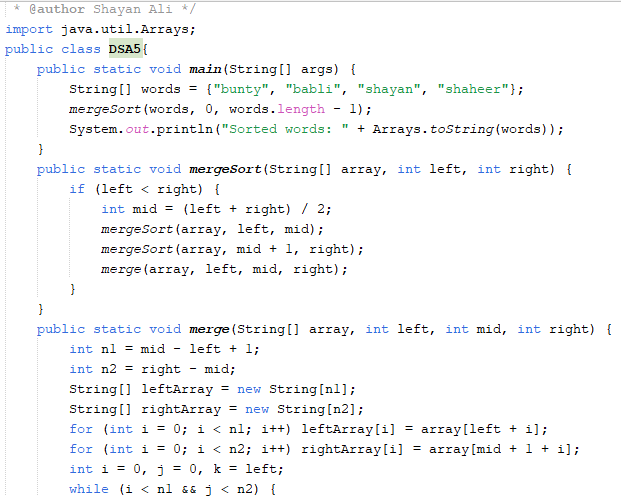 * @author Shayan Ali */
import java.util.Arrays;
public class DSA5{
    public static void main(String[] args) {
        String[] words = {"bunty", "babli", "shayan", "shaheer"};
        mergeSort(words, 0, words.length - 1);
        System.out.println("Sorted words: " + Arrays.toString(words));
    }
    public static void mergeSort(String[] array, int left, int right) {
        if (left < right) {
            int mid = (left + right) / 2;
            mergeSort(array, left, mid);
            mergeSort(array, mid + 1, right);
            merge(array, left, mid, right);
        }
    }
    public static void merge(String[] array, int left, int mid, int right) {
        int n1 = mid - left + 1;
        int n2 = right - mid;
        String[] leftArray = new String[n1];
        String[] rightArray = new String[n2];
        for (int i = 0; i < n1; i++) leftArray[i] = array[left + i];
        for (int i = 0; i < n2; i++) rightArray[i] = array[mid + 1 + i];
        int i = 0, j = 0, k = left;
        while (i < n1 && j < n2) {